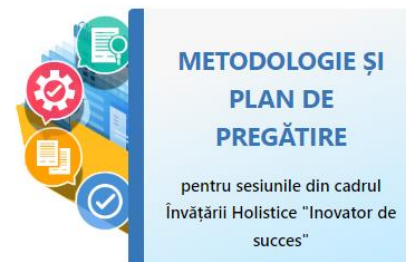 METODOLOGIE ȘI
PLAN DE
PREGĂTIRE
pentru sesiunile din cadrul
Învățării Holistice "Inovator de
succes"